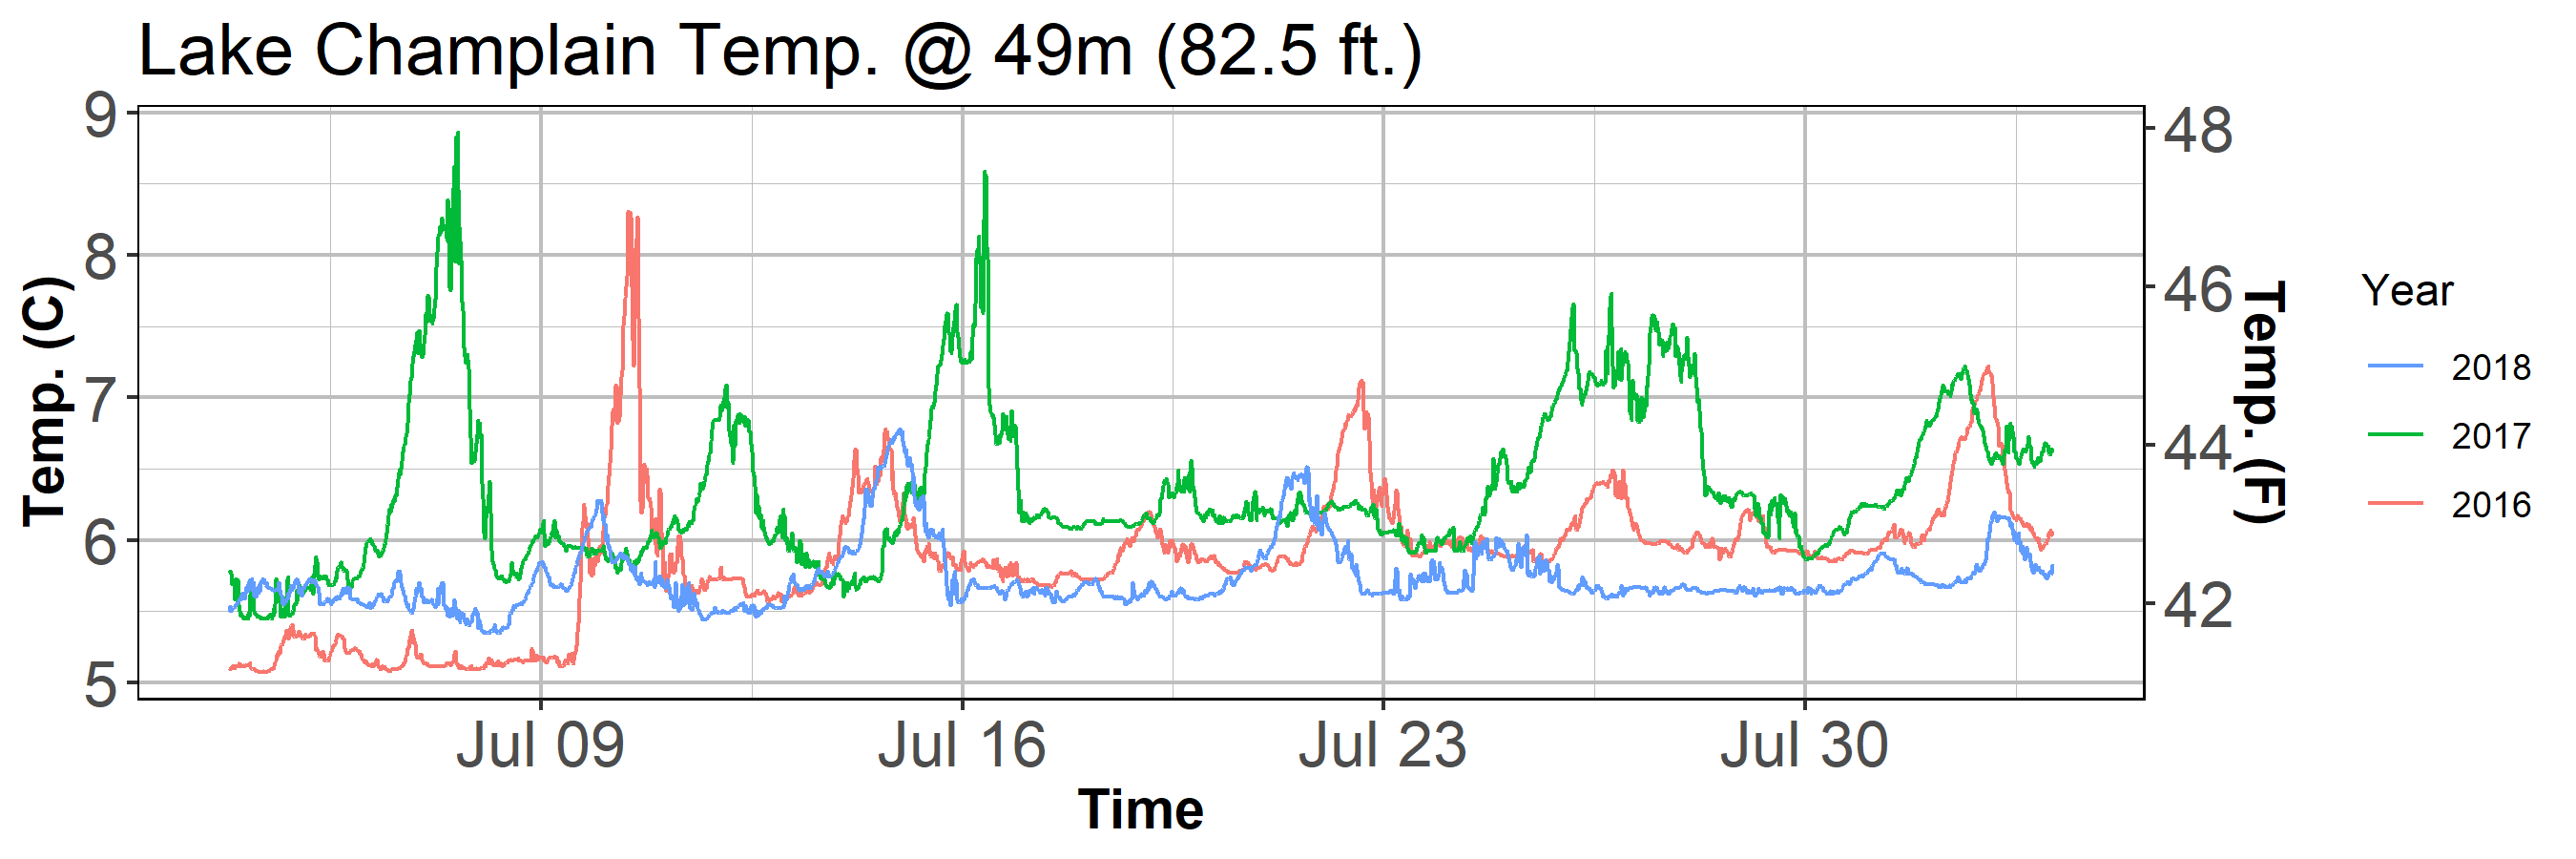 Lake Champlain Temp. @ 49m (82.5 ft.)
9
8
7
6
5
Temp. (C)
48
46
44
42
Temp. (F)
Jul 09
Jul 16
Jul 23
Jul 30
Time
Year
2018
2017
2016